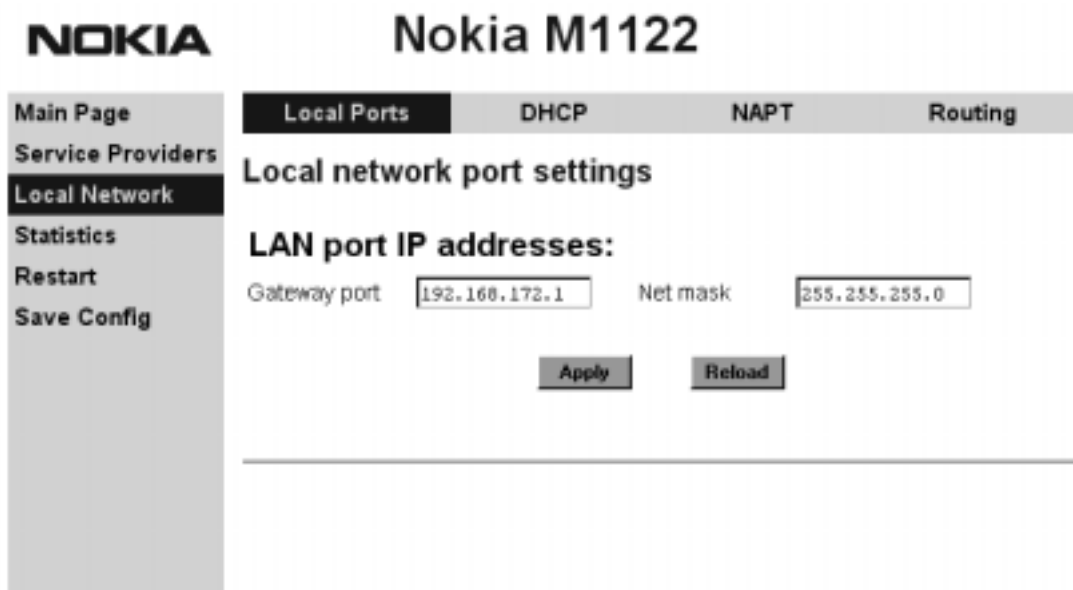 NOKIA
Nokia M1122
Main Page
Service Providers
Local Network
Statistics
Restart
Save Config
Local Ports DHCP NAPT Routing
Local network port settings
LAN port IP addresses:
Gateway port 192.168.172.1 Net mask 255.255.255.0
Apply Reload